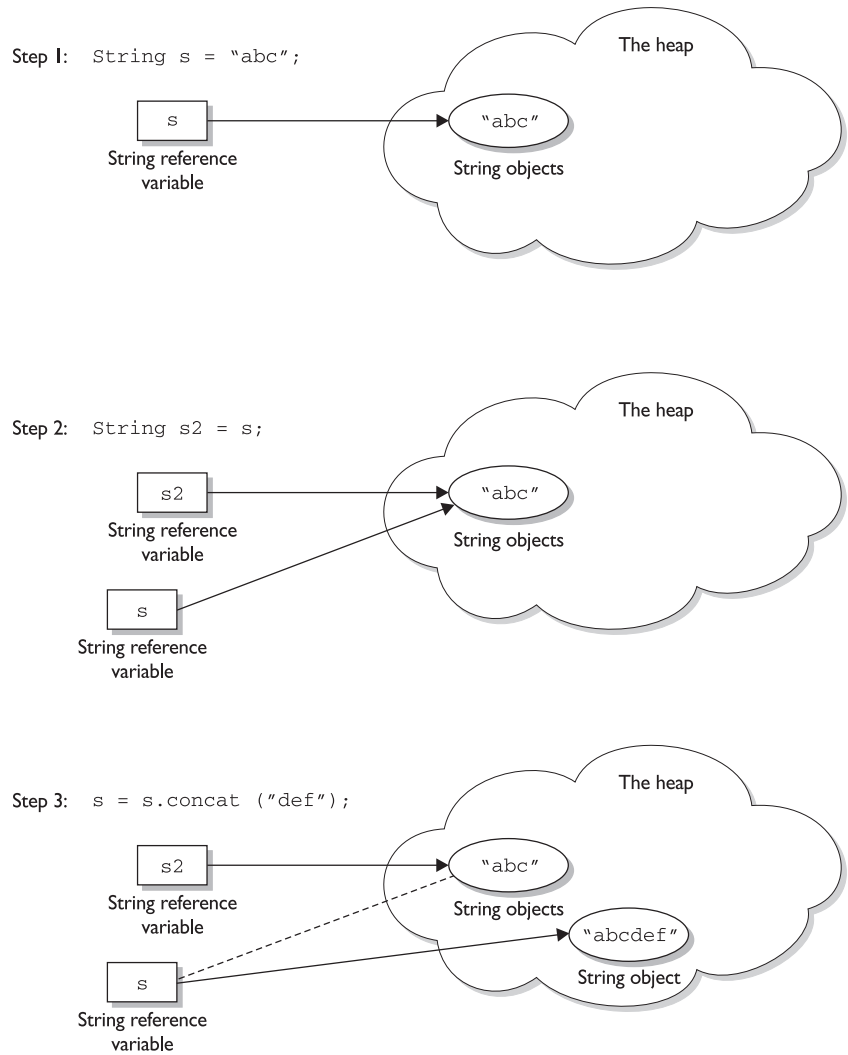 Step 1: String s = “abc”;
The heap
s
“abc”
String reference
variable
String objects
Step 2: String s2 = s;
The heap
s2
“abc”
String reference
variable
String objects
s
String reference
variable
Step 3: s = s.concat (″def″);
The heap
s2
“abc”
String reference
variable
String objects
“abcdef”
s
String object
String reference
variable